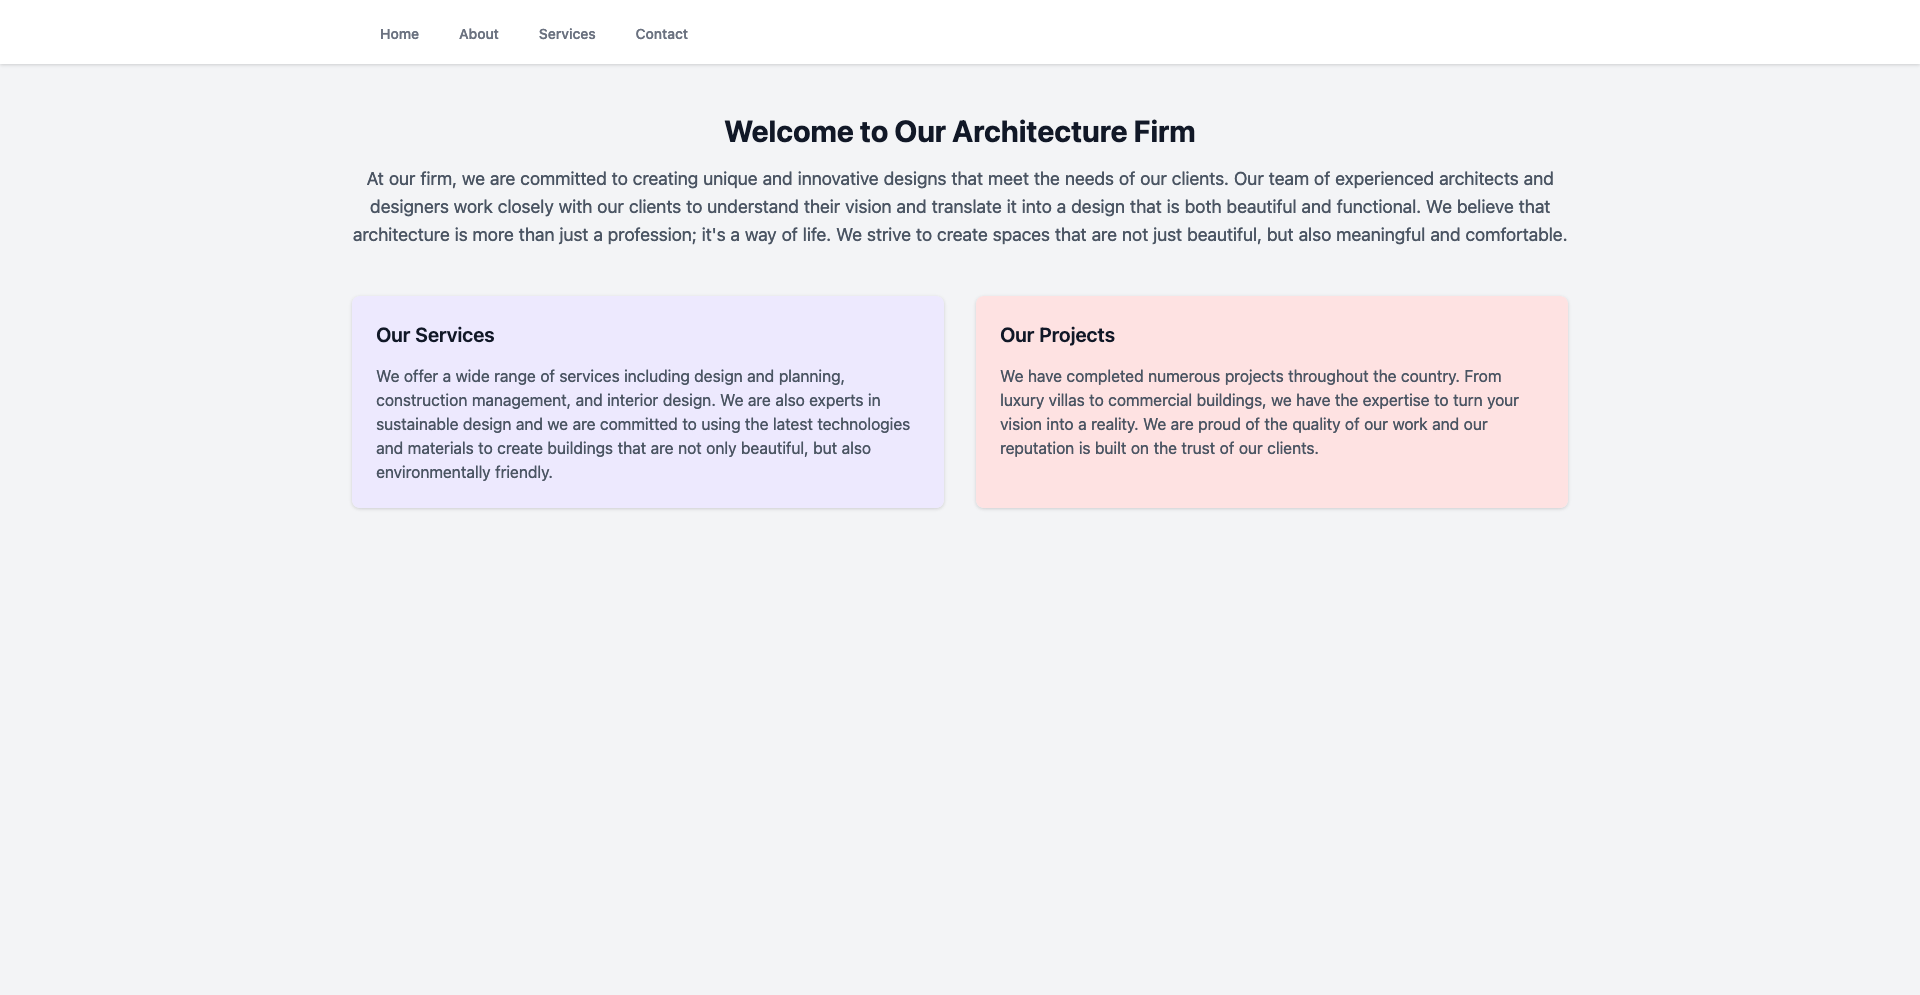 Home About Services Contact
Welcome to Our Architecture Firm
At our firm, we are committed to creating unique and innovative designs that meet the needs of our clients. Our team of experienced architects and
designers work closely with our clients to understand their vision and translate it into a design that is both beautiful and functional. We believe that
architecture is more than just a profession; it's a way of life. We strive to create spaces that are not just beautiful, but also meaningful and comfortable.
Our Services
We offer a wide range of services including design and planning,
construction management, and interior design. We are also experts in
sustainable design and we are committed to using the latest technologies
and materials to create buildings that are not only beautiful, but also
environmentally friendly.
Our Projects
We have completed numerous projects throughout the country. From
luxury villas to commercial buildings, we have the expertise to turn your
vision into a reality. We are proud of the quality of our work and our
reputation is built on the trust of our clients.